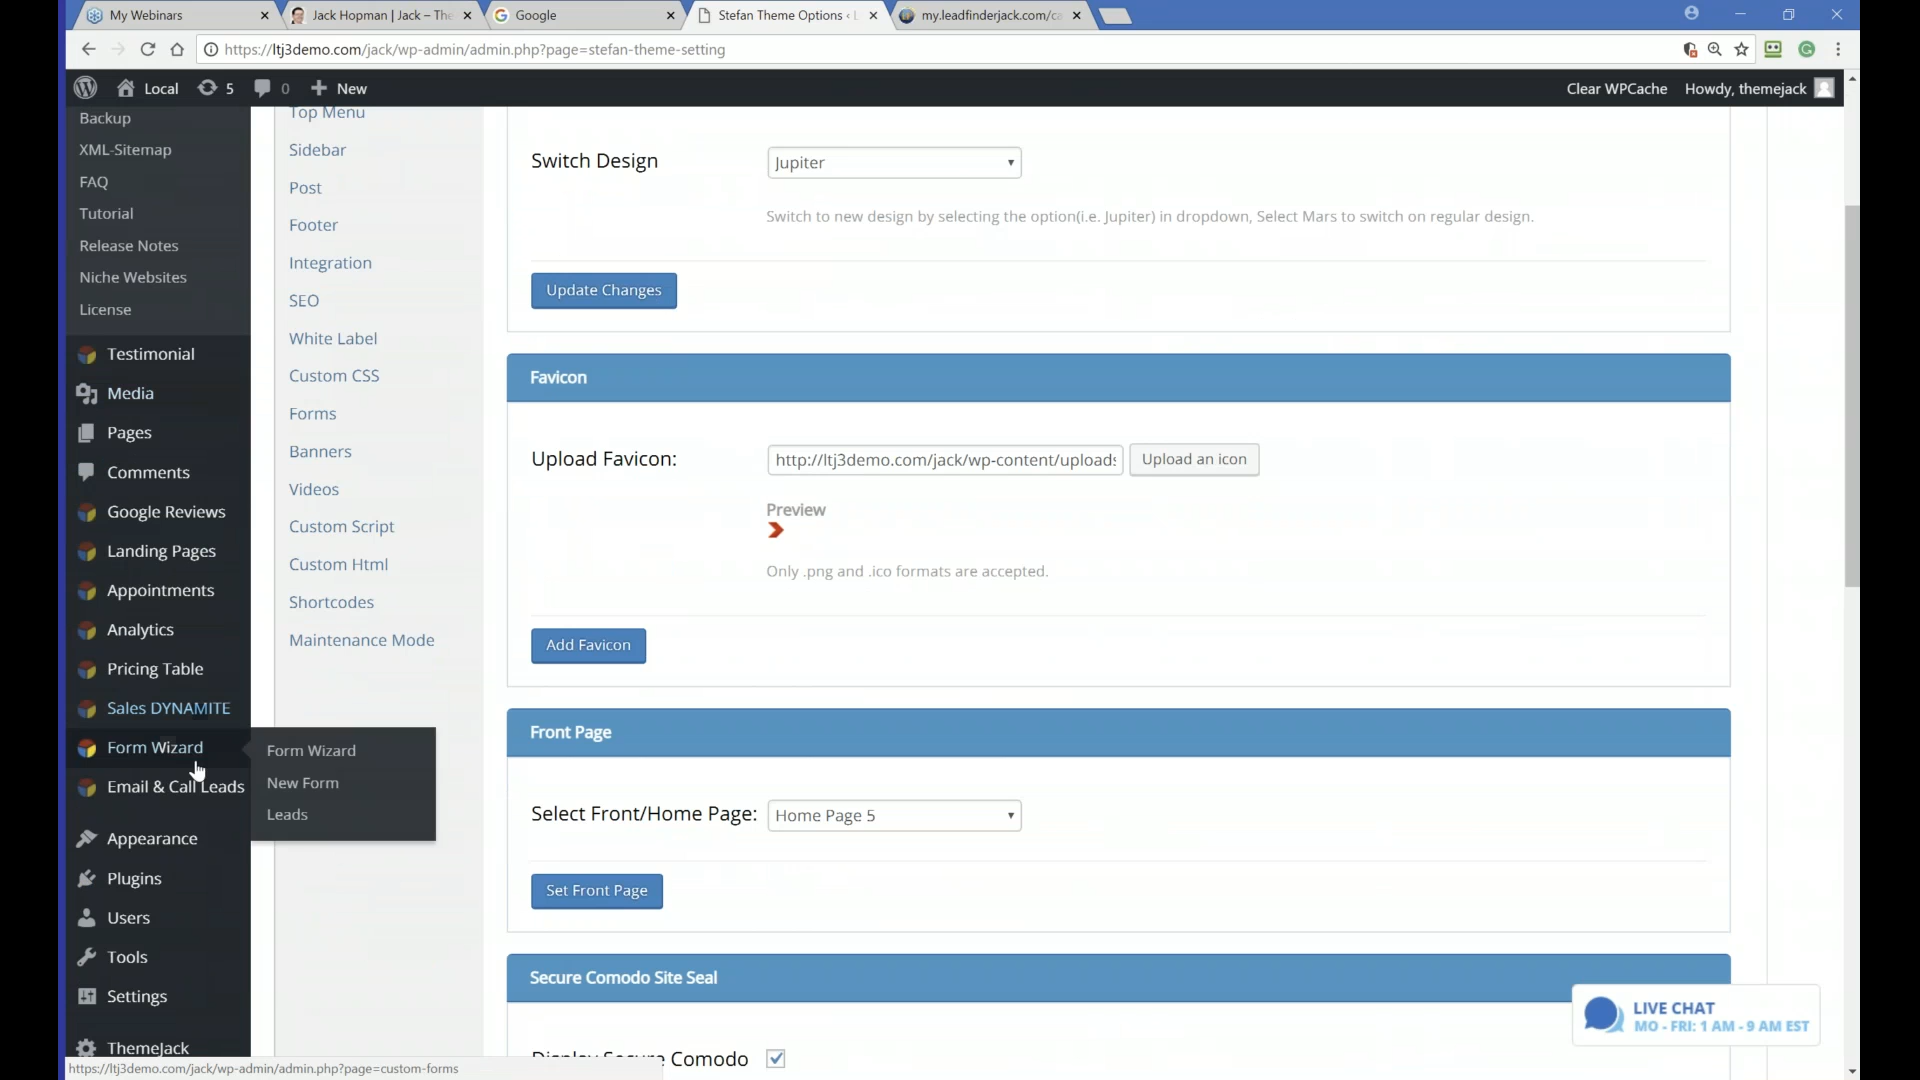 My Webinars
Jack Hopman | Jack – The
Google
Stefan Theme Options ‹ L
my.leadfinderjack.com/ca
https://ltj3demo.com/jack/wp-admin/admin.php?page=stefan-theme-setting
Local
5
0
New
Clear WPCache
Howdy, themejack
Backup
XML-Sitemap
FAQ
Tutorial
Release Notes
Niche Websites
License
Testimonial
Media
Pages
Comments
Google Reviews
Landing Pages
Appointments
Analytics
Pricing Table
Sales DYNAMITE
Form Wizard
Email & Call Leads
Appearance
Plugins
Users
Tools
Settings
ThemeJack
Form Wizard
New Form
Leads
Top Menu
Sidebar
Post
Footer
Integration
SEO
White Label
Custom CSS
Forms
Banners
Videos
Custom Script
Custom Html
Shortcodes
Maintenance Mode
Switch Design
Jupiter
Switch to new design by selecting the option(i.e. Jupiter) in dropdown, Select Mars to switch on regular design.
Update Changes
Favicon
Upload Favicon:
http://ltj3demo.com/jack/wp-content/uploads
Upload an icon
Preview
Only .png and .ico formats are accepted.
Add Favicon
Front Page
Select Front/Home Page:
Home Page 5
Set Front Page
Secure Comodo Site Seal
Display Secure Comodo
LIVE CHAT
MO - FRI: 1 AM - 9 AM EST
https://ltj3demo.com/jack/wp-admin/admin.php?page=custom-forms